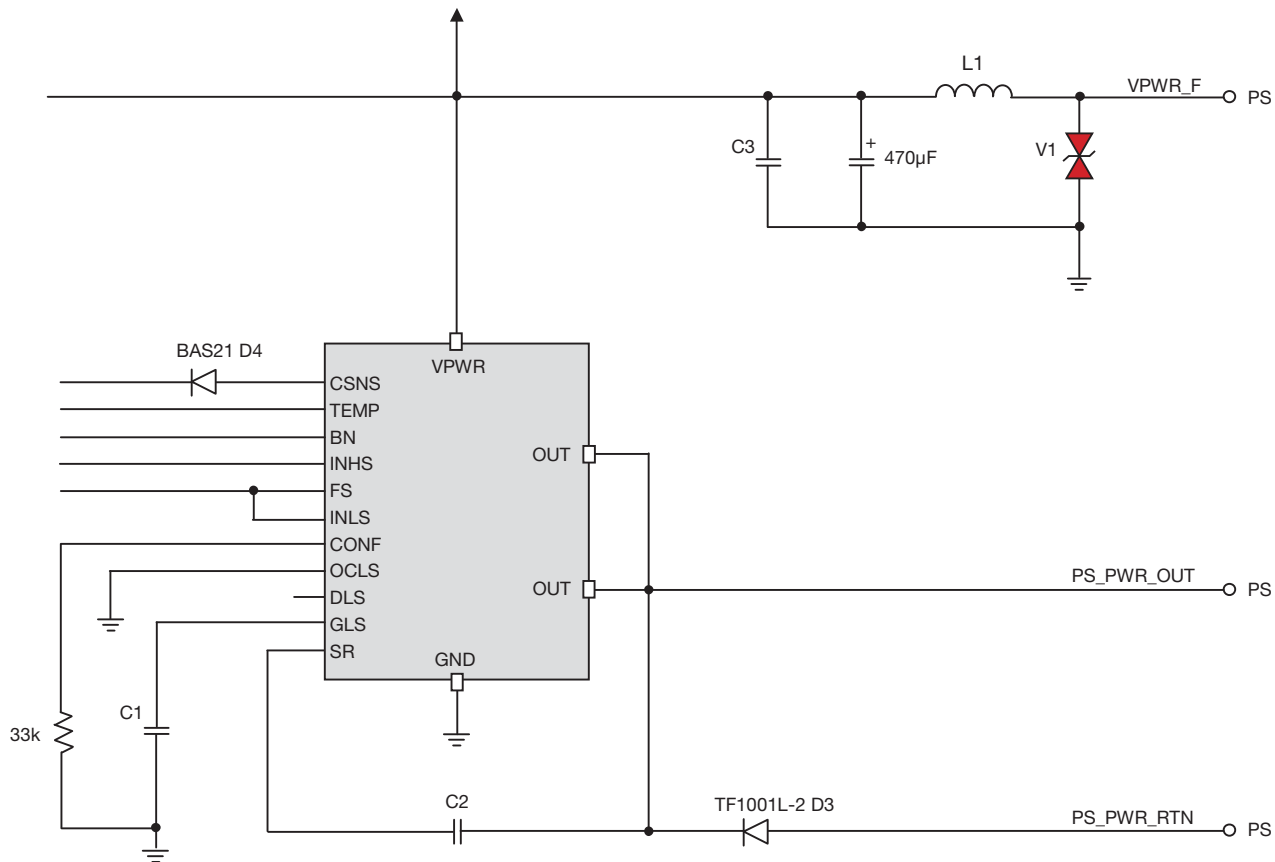 L1
VPWR_F
PS
C3
+
470µF
V1
BAS21 D4
VPWR
CSNS
TEMP
BN
INHS
FS
INLS
CONF
OCLS
DLS
GLS
SR
OUT
OUT
GND
PS_PWR_OUT
PS
33k
C1
C2
TF1001L-2 D3
PS_PWR_RTN
PS